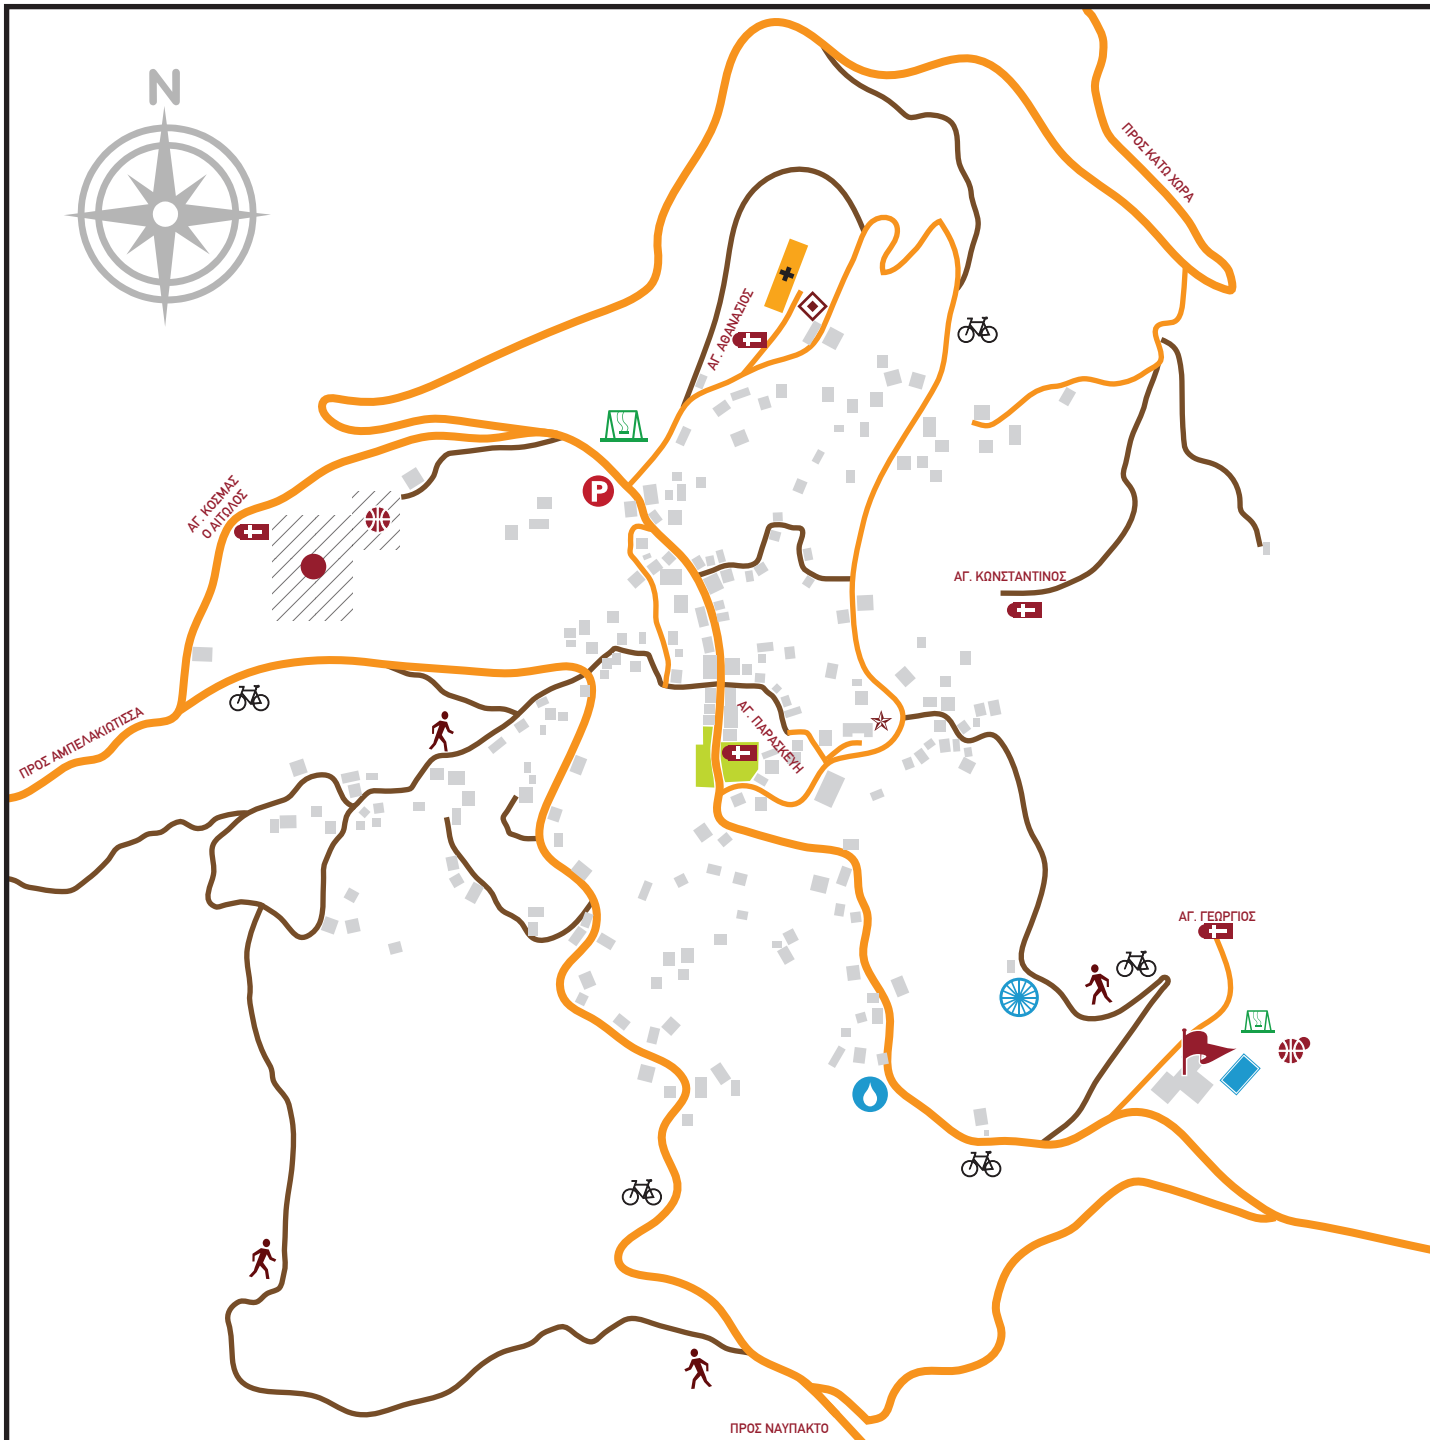 N
ΠΡΟΣ ΚΑΤΩ ΧΩΡΑ
ΑΓ. ΑΘΑΝΑΣΙΟΣ
P
ΑΓ. ΚΟΣΜΑΣ
Ο ΑΙΤΩΛΟΣ
ΑΓ. ΚΩΝΣΤΑΝΤΙΝΟΣ
ΠΡΟΣ ΑΜΠΕΛΑΚΙΩΤΙΣΣΑ
ΑΓ. ΠΑΡΑΣΚΕΥΗ
ΑΓ. ΓΕΩΡΓΙΟΣ
ΠΡΟΣ ΝΑΥΠΑΚΤΟ